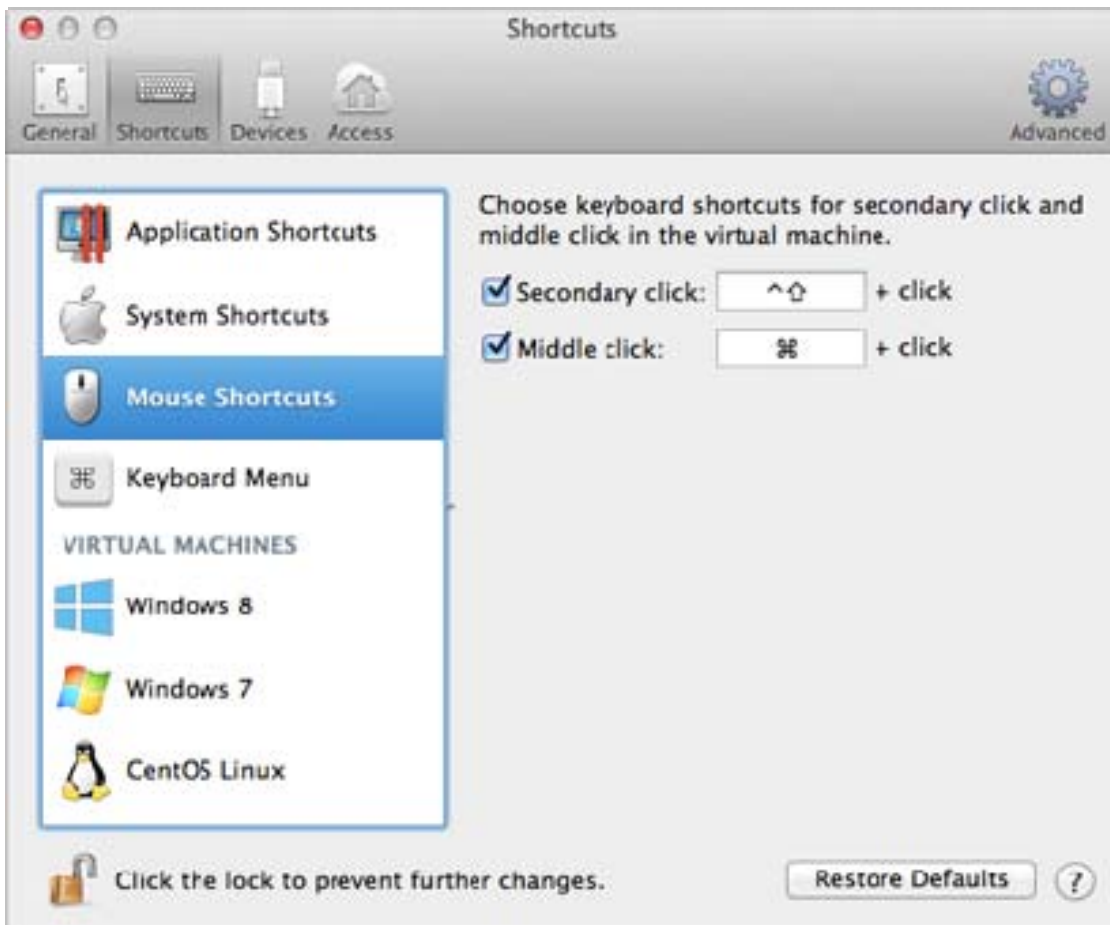 Shortcuts
General Shortcuts Devices Access Advanced
Application Shortcuts
System Shortcuts
Mouse Shortcuts
⌘ Keyboard Menu
VIRTUAL MACHINES
Windows 8
Windows 7
CentOS Linux
Choose keyboard shortcuts for secondary click and
middle click in the virtual machine.
Secondary click: ^⇧ + click
Middle click: ⌘ + click
Click the lock to prevent further changes.
Restore Defaults ?